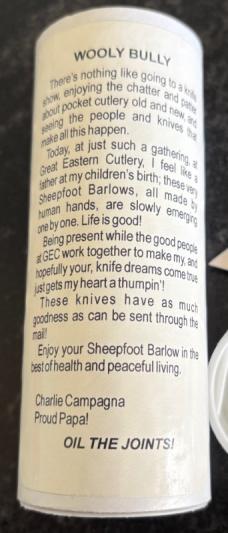 WOOLY BULLY
There's nothing like going to a knife
show, enjoying the chatter and patter
about pocket cutlery old and new, and
seeing the people and knives that
make all this happen.
Today, at just such a gathering, at
Great Eastern Cutlery, I feel like a
father at my children's birth; these very
Sheepfoot Barlows, all made by
human hands, are slowly emerging
one by one. Life is good!
Being present while the good people
at GEC work together to make my, and
hopefully your, knife dreams come true
just gets my heart a thumpin'!
These knives have as much
goodness as can be sent through the
mail!
Enjoy your Sheepfoot Barlow in the
best of health and peaceful living.
Charlie Campagna
Proud Papa!
OIL THE JOINTS!